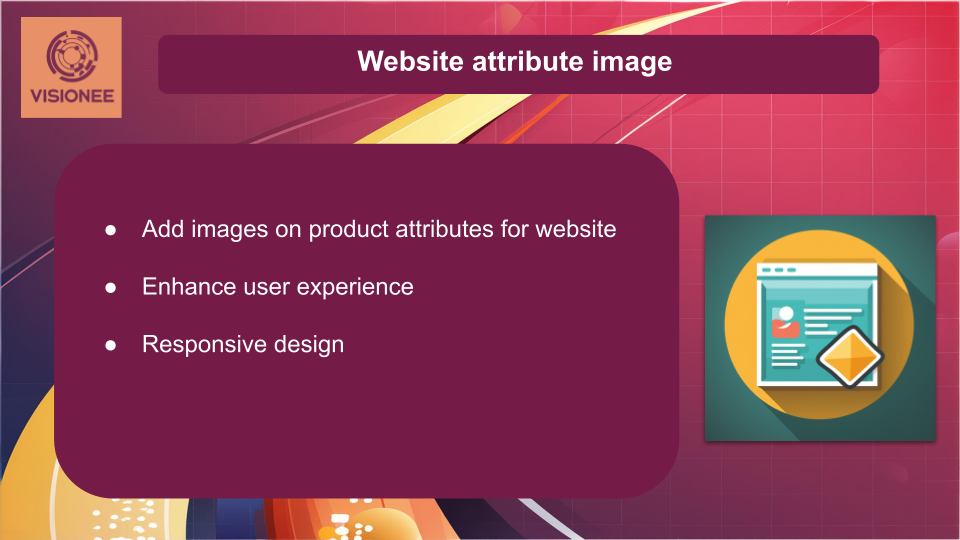 VISIONEE
Website attribute image
● Add images on product attributes for website
● Enhance user experience
● Responsive design